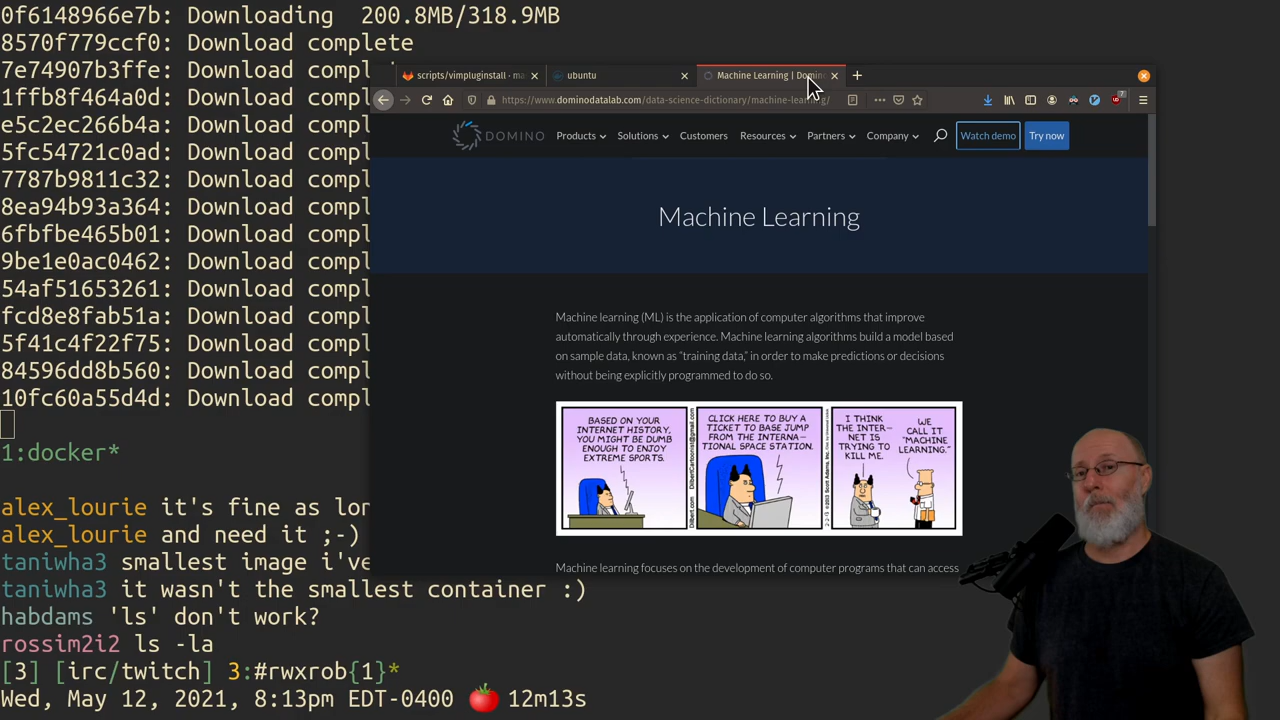 0f6148966e7b: Downloading 200.8MB/318.9MB
8570f779ccf0: Download complete
7e74907b3ffe: Download compl
1ffb8f464a0d: Download compl
e5c2ec266b4a: Download compl
5fc54721c0ad: Download compl
7787b9811c32: Download compl
8ea94b93a364: Download compl
6fbfbe465b01: Download compl
9be1e0ac0462: Download compl
54af51653261: Download compl
fcd8e8fab51a: Download compl
5f41c4f22f75: Download compl
84596dd8b560: Download compl
10fc60a55d4d: Download compl
1:docker*
alex_lourie it's fine as lon
alex_lourie and need it ;-)
taniwha3 smallest image i've
taniwha3 it wasn't the smallest container :)
habdams 'ls' don't work?
rossim2i2 ls -la
[3] [irc/twitch] 3:#rwxrob{1}*
Wed, May 12, 2021, 8:13pm EDT-0400 🍅 12m13s
scripts/vimpluginstall · ma
ubuntu
Machine Learning | Domino
https://www.dominodatalab.com/data-science-dictionary/machine-learning/
7
DOMINO
Products
Solutions
Customers
Resources
Partners
Company
Watch demo
Try now
Machine Learning
Machine learning (ML) is the application of computer algorithms that improve
automatically through experience. Machine learning algorithms build a model based
on sample data, known as “training data,” in order to make predictions or decisions
without being explicitly programmed to do so.
BASED ON YOUR
INTERNET HISTORY,
YOU MIGHT BE DUMB
ENOUGH TO ENJOY
EXTREME SPORTS.
CLICK HERE TO BUY A
TICKET TO BASE JUMP
FROM THE INTERNA-
TIONAL SPACE STATION.
I THINK
THE INTER-
NET IS
TRYING TO
KILL ME.
WE
CALL IT
"MACHINE
LEARNING."
Machine learning focuses on the development of computer programs that can access